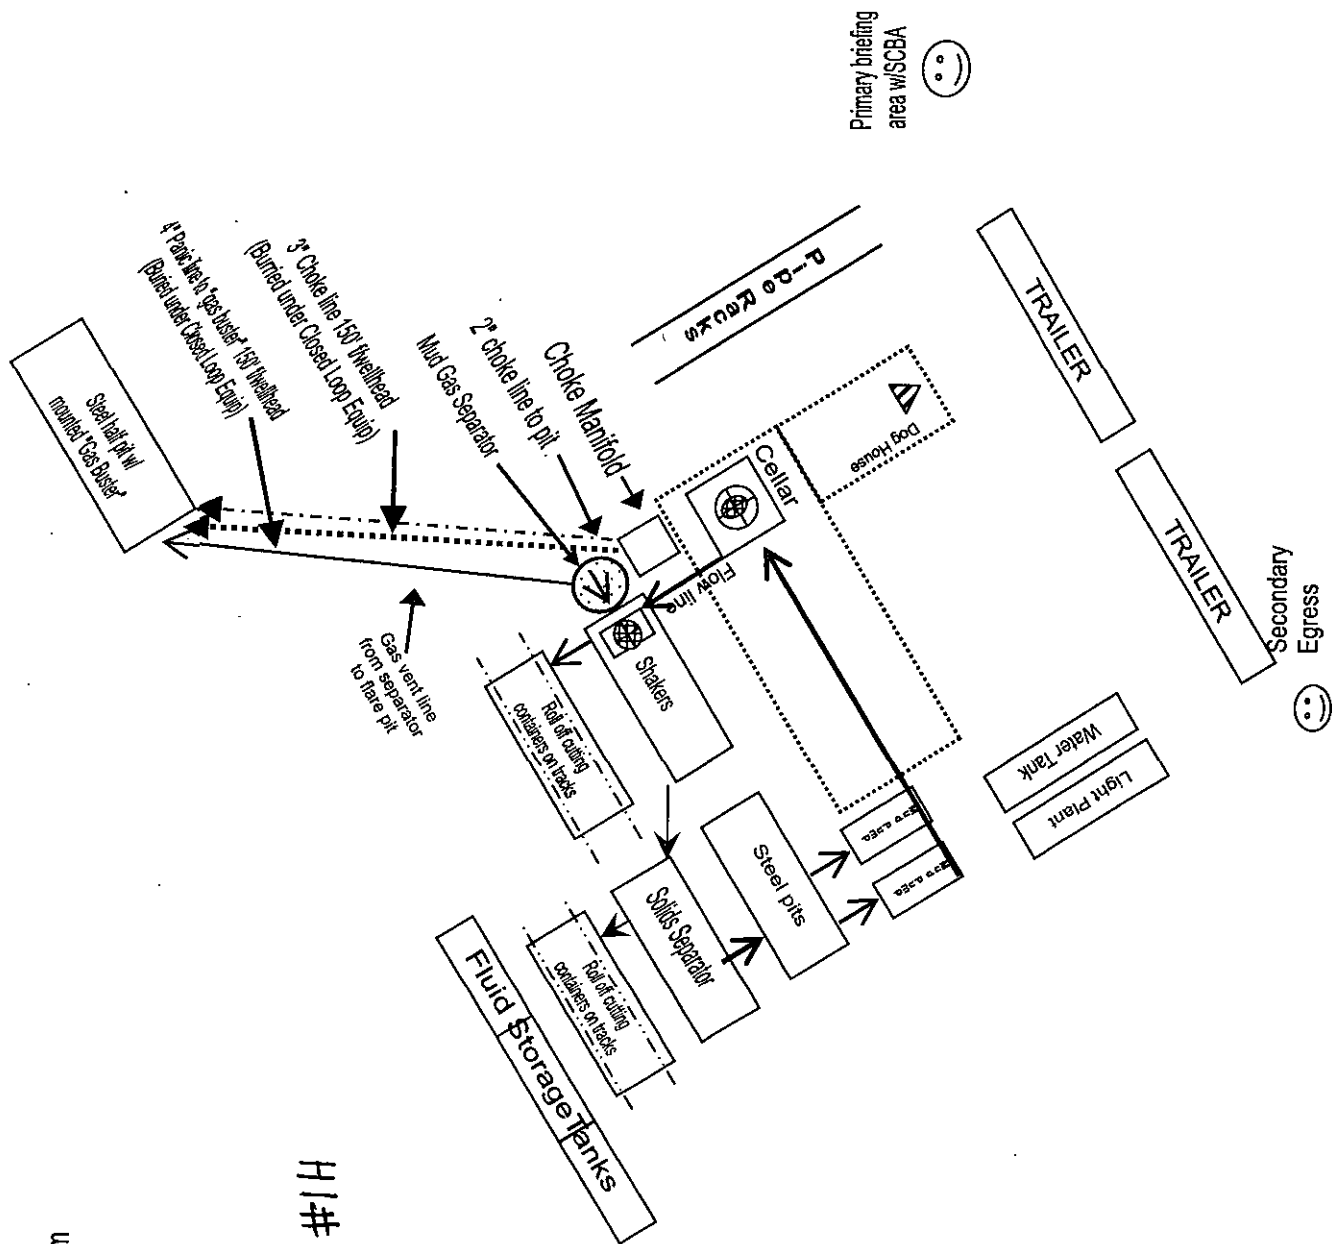 Primary briefing
area w/SCBA
4" Panic line to "gas buster" 150' f/wellhead
(Buried under Closed Loop Equip)
3" Choke line 150' f/wellhead
(Burried under Closed Loop Equip)
2" choke line to pit
Mud Gas Separator
Choke Manifold
Pipe Racks
TRAILER
TRAILER
Dog House
Cellar
Steel half pit w/
mounted "Gas Buster"
Flow line
Gas vent line
from separator
to flare pit
Shakers
Roll off cutting
containers on tracks
Secondary
Egress
Water Tank
Light Plant
Steel pits
Solids Separator
Roll off cutting
containers on tracks
Fluid Storage Tanks
#1H